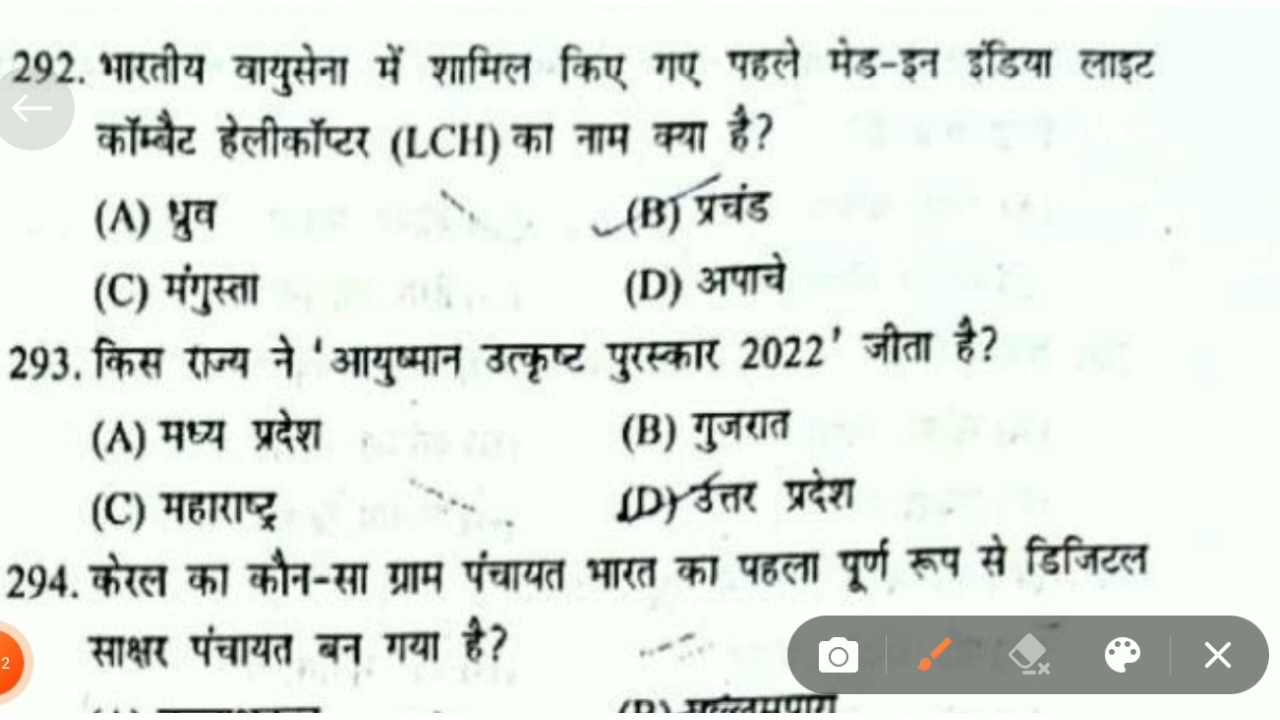 292. भारतीय वायुसेना में शामिल किए गए पहले मेड-इन इंडिया लाइट
कॉम्बैट हेलीकॉप्टर (LCH) का नाम क्या है?
(A) ध्रुव (B) प्रचंड
(C) मंगुस्ता (D) अपाचे
293. किस राज्य ने 'आयुष्मान उत्कृष्ट पुरस्कार 2022' जीता है?
(A) मध्य प्रदेश (B) गुजरात
(C) महाराष्ट्र (D) उत्तर प्रदेश
294. केरल का कौन-सा ग्राम पंचायत भारत का पहला पूर्ण रूप से डिजिटल
साक्षर पंचायत बन गया है?
2